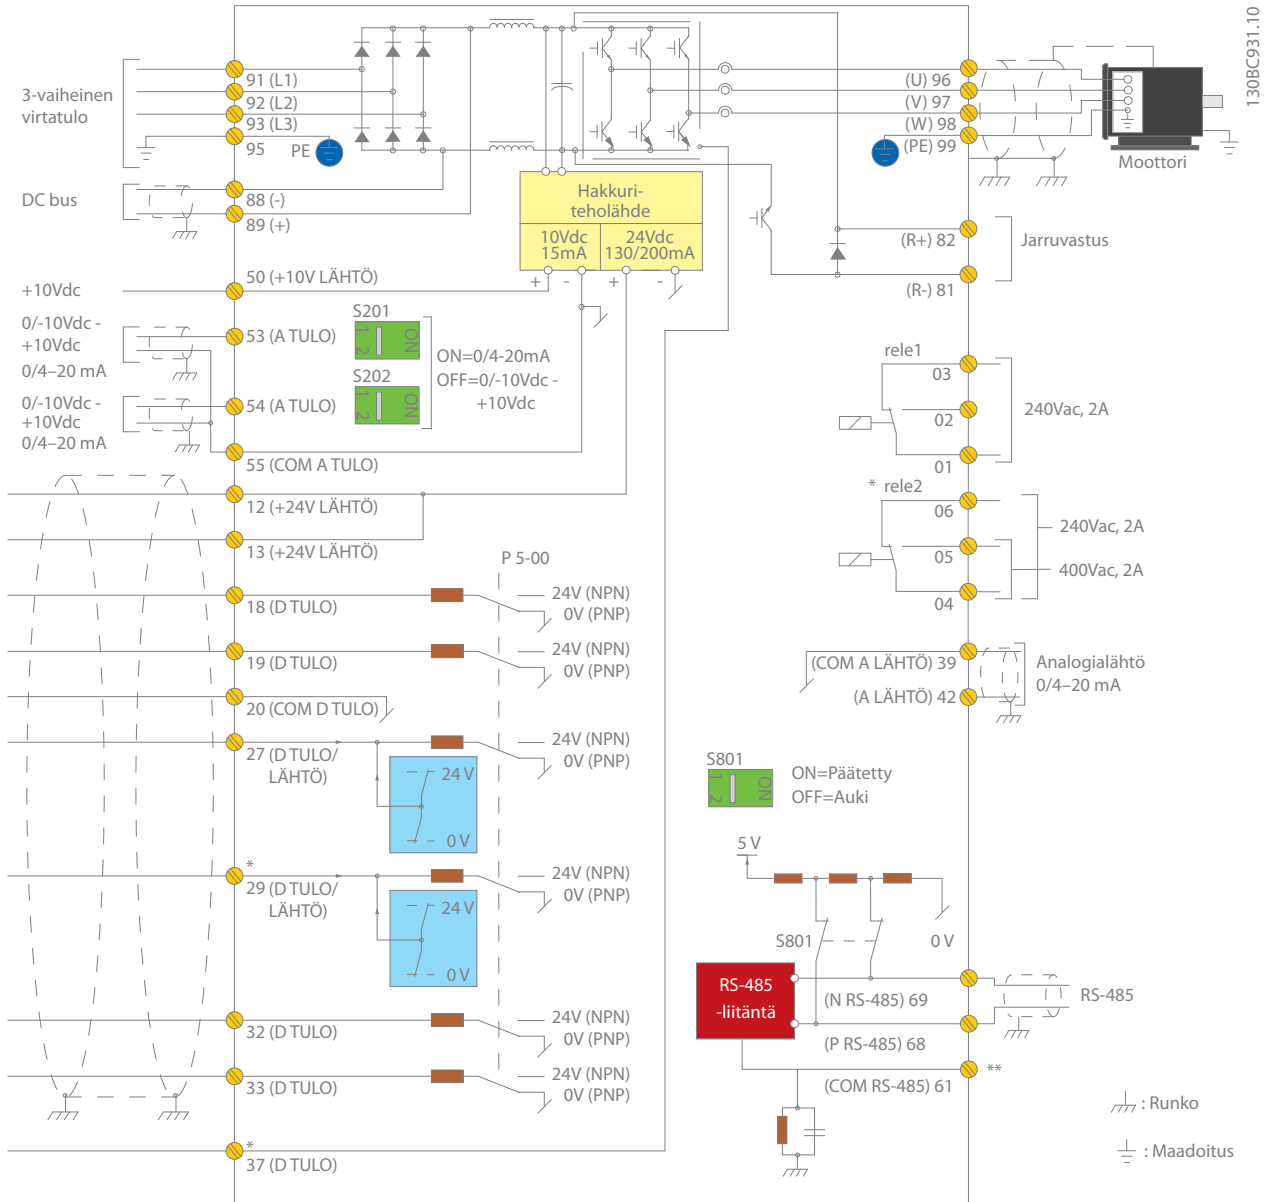 130BC931.10
3-vaiheinen
virtatulo
91 (L1)
92 (L2)
93 (L3)
95
PE
(U) 96
(V) 97
(W) 98
(PE) 99
Moottori
DC bus
88 (-)
89 (+)
Hakkuri-
teholähde
10Vdc
15mA
24Vdc
130/200mA
+ - + -
(R+) 82
Jarruvastus
(R-) 81
+10Vdc
50 (+10V LÄHTÖ)
0/-10Vdc -
+10Vdc
0/4–20 mA
53 (A TULO)
S201
1 2
ON
S202
1 2
ON
ON=0/4-20mA
OFF=0/-10Vdc -
+10Vdc
0/-10Vdc -
+10Vdc
0/4–20 mA
54 (A TULO)
55 (COM A TULO)
12 (+24V LÄHTÖ)
13 (+24V LÄHTÖ)
rele1
03
02
01
240Vac, 2A
* rele2
06
05
04
240Vac, 2A
400Vac, 2A
P 5-00
18 (D TULO)
24V (NPN)
0V (PNP)
19 (D TULO)
24V (NPN)
0V (PNP)
20 (COM D TULO)
27 (D TULO/
LÄHTÖ)
24V (NPN)
0V (PNP)
24 V
0 V
*
29 (D TULO/
LÄHTÖ)
24V (NPN)
0V (PNP)
24 V
0 V
32 (D TULO)
24V (NPN)
0V (PNP)
33 (D TULO)
24V (NPN)
0V (PNP)
*
37 (D TULO)
(COM A LÄHTÖ) 39
(A LÄHTÖ) 42
Analogialähtö
0/4–20 mA
S801
1 2
ON
ON=Päätetty
OFF=Auki
5 V
S801
0 V
RS-485
-liitäntä
(N RS-485) 69
RS-485
(P RS-485) 68
(COM RS-485) 61
**
: Runko
: Maadoitus